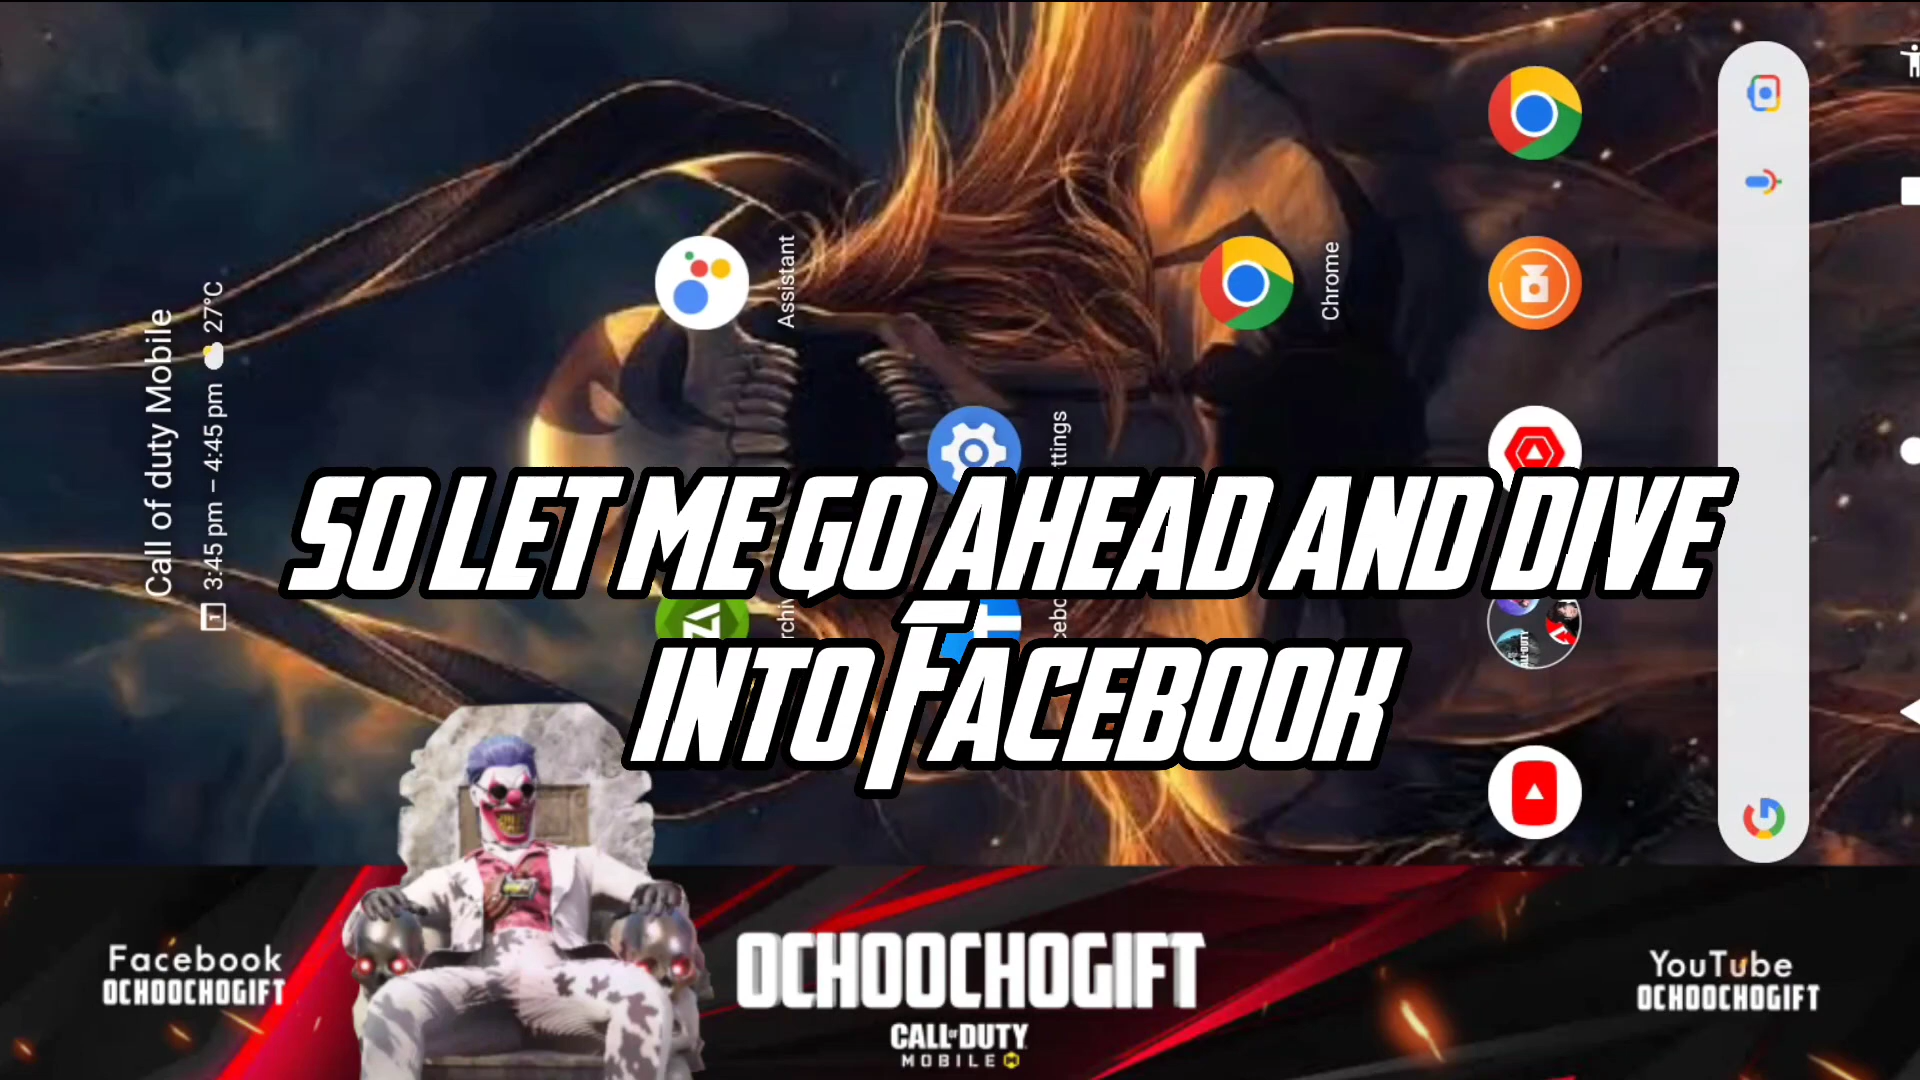 Call of duty Mobile
3:45 pm – 4:45 pm 27°C
Assistant
Chrome
SO LET ME GO AHEAD AND DIVE
INTO FACEBOOK
Facebook
OCHOOCHOGIFT
OCHOOCHOGIFT
CALL OF DUTY
MOBILE
YouTube
OCHOOCHOGIFT